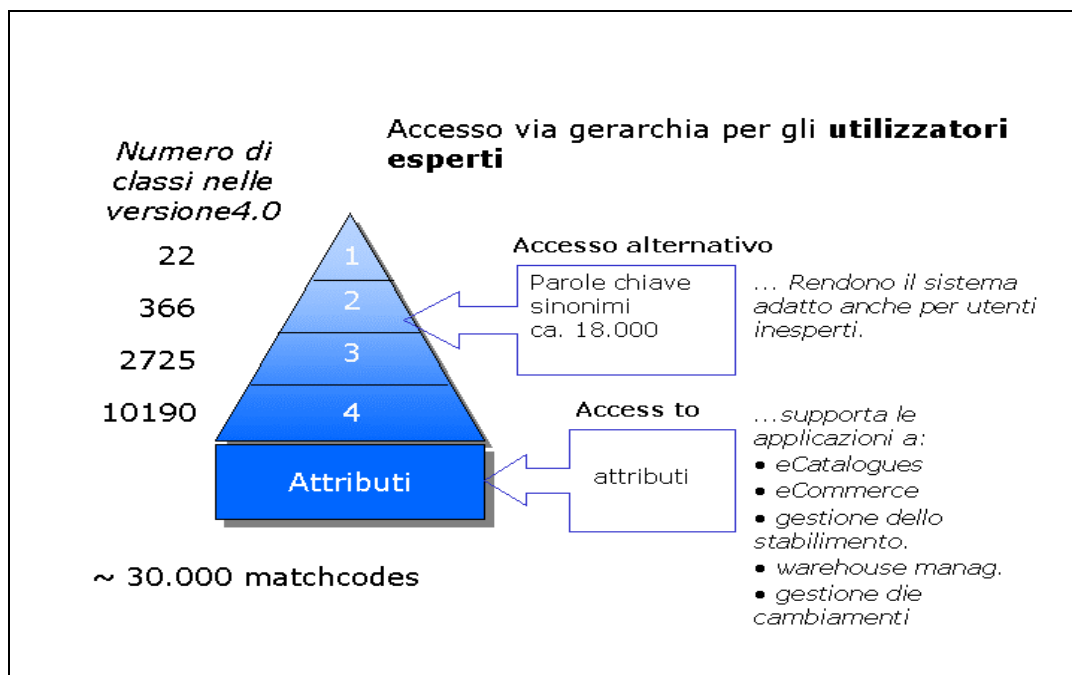 Accesso via gerarchia per gli utilizzatori
esperti
Numero di
classi nelle
versione4.0
22
366
2725
10190
1
2
3
4
Attributi
~ 30.000 matchcodes
Accesso alternativo
Parole chiave
sinonimi
ca. 18.000
... Rendono il sistema
adatto anche per utenti
inesperti.
Access to
attributi
...supporta le
applicazioni a:
• eCatalogues
• eCommerce
• gestione dello
stabilimento.
• warehouse manag.
• gestione die
cambiamenti